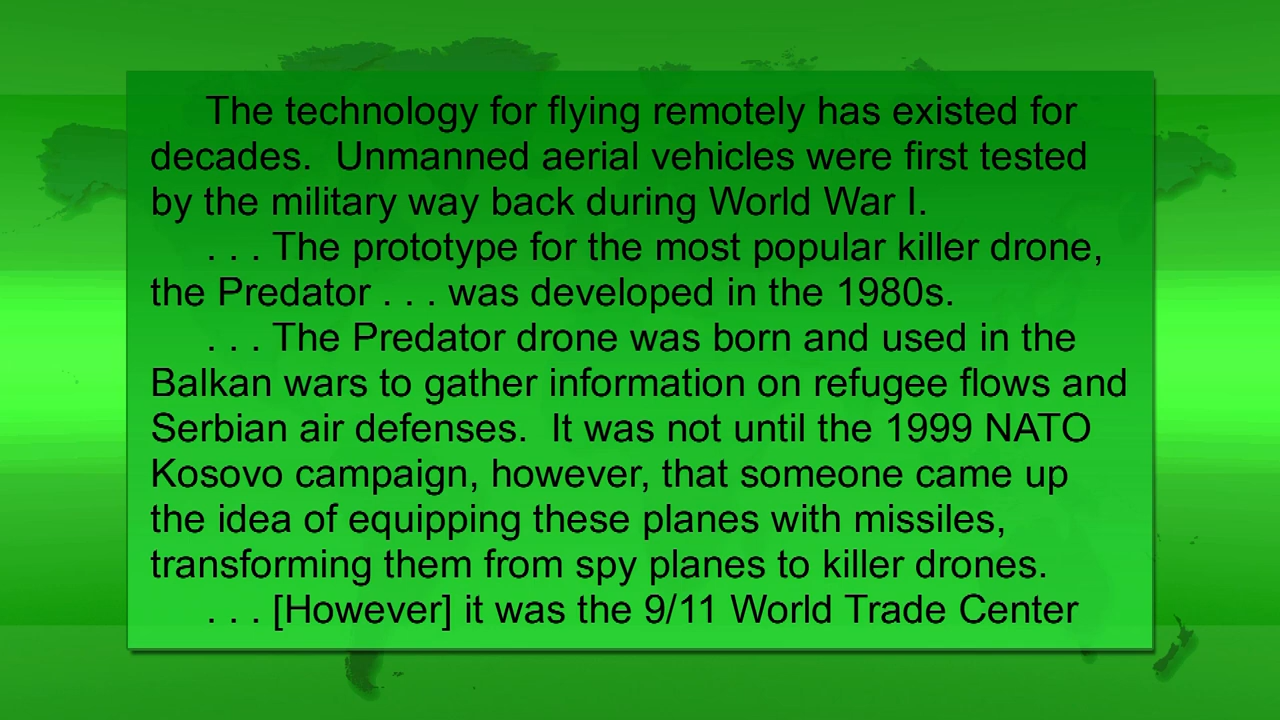 The technology for flying remotely has existed for
decades.  Unmanned aerial vehicles were first tested
by the military way back during World War I.
. . . The prototype for the most popular killer drone,
the Predator . . . was developed in the 1980s.
. . . The Predator drone was born and used in the
Balkan wars to gather information on refugee flows and
Serbian air defenses.  It was not until the 1999 NATO
Kosovo campaign, however, that someone came up
the idea of equipping these planes with missiles,
transforming them from spy planes to killer drones.
. . . [However] it was the 9/11 World Trade Center